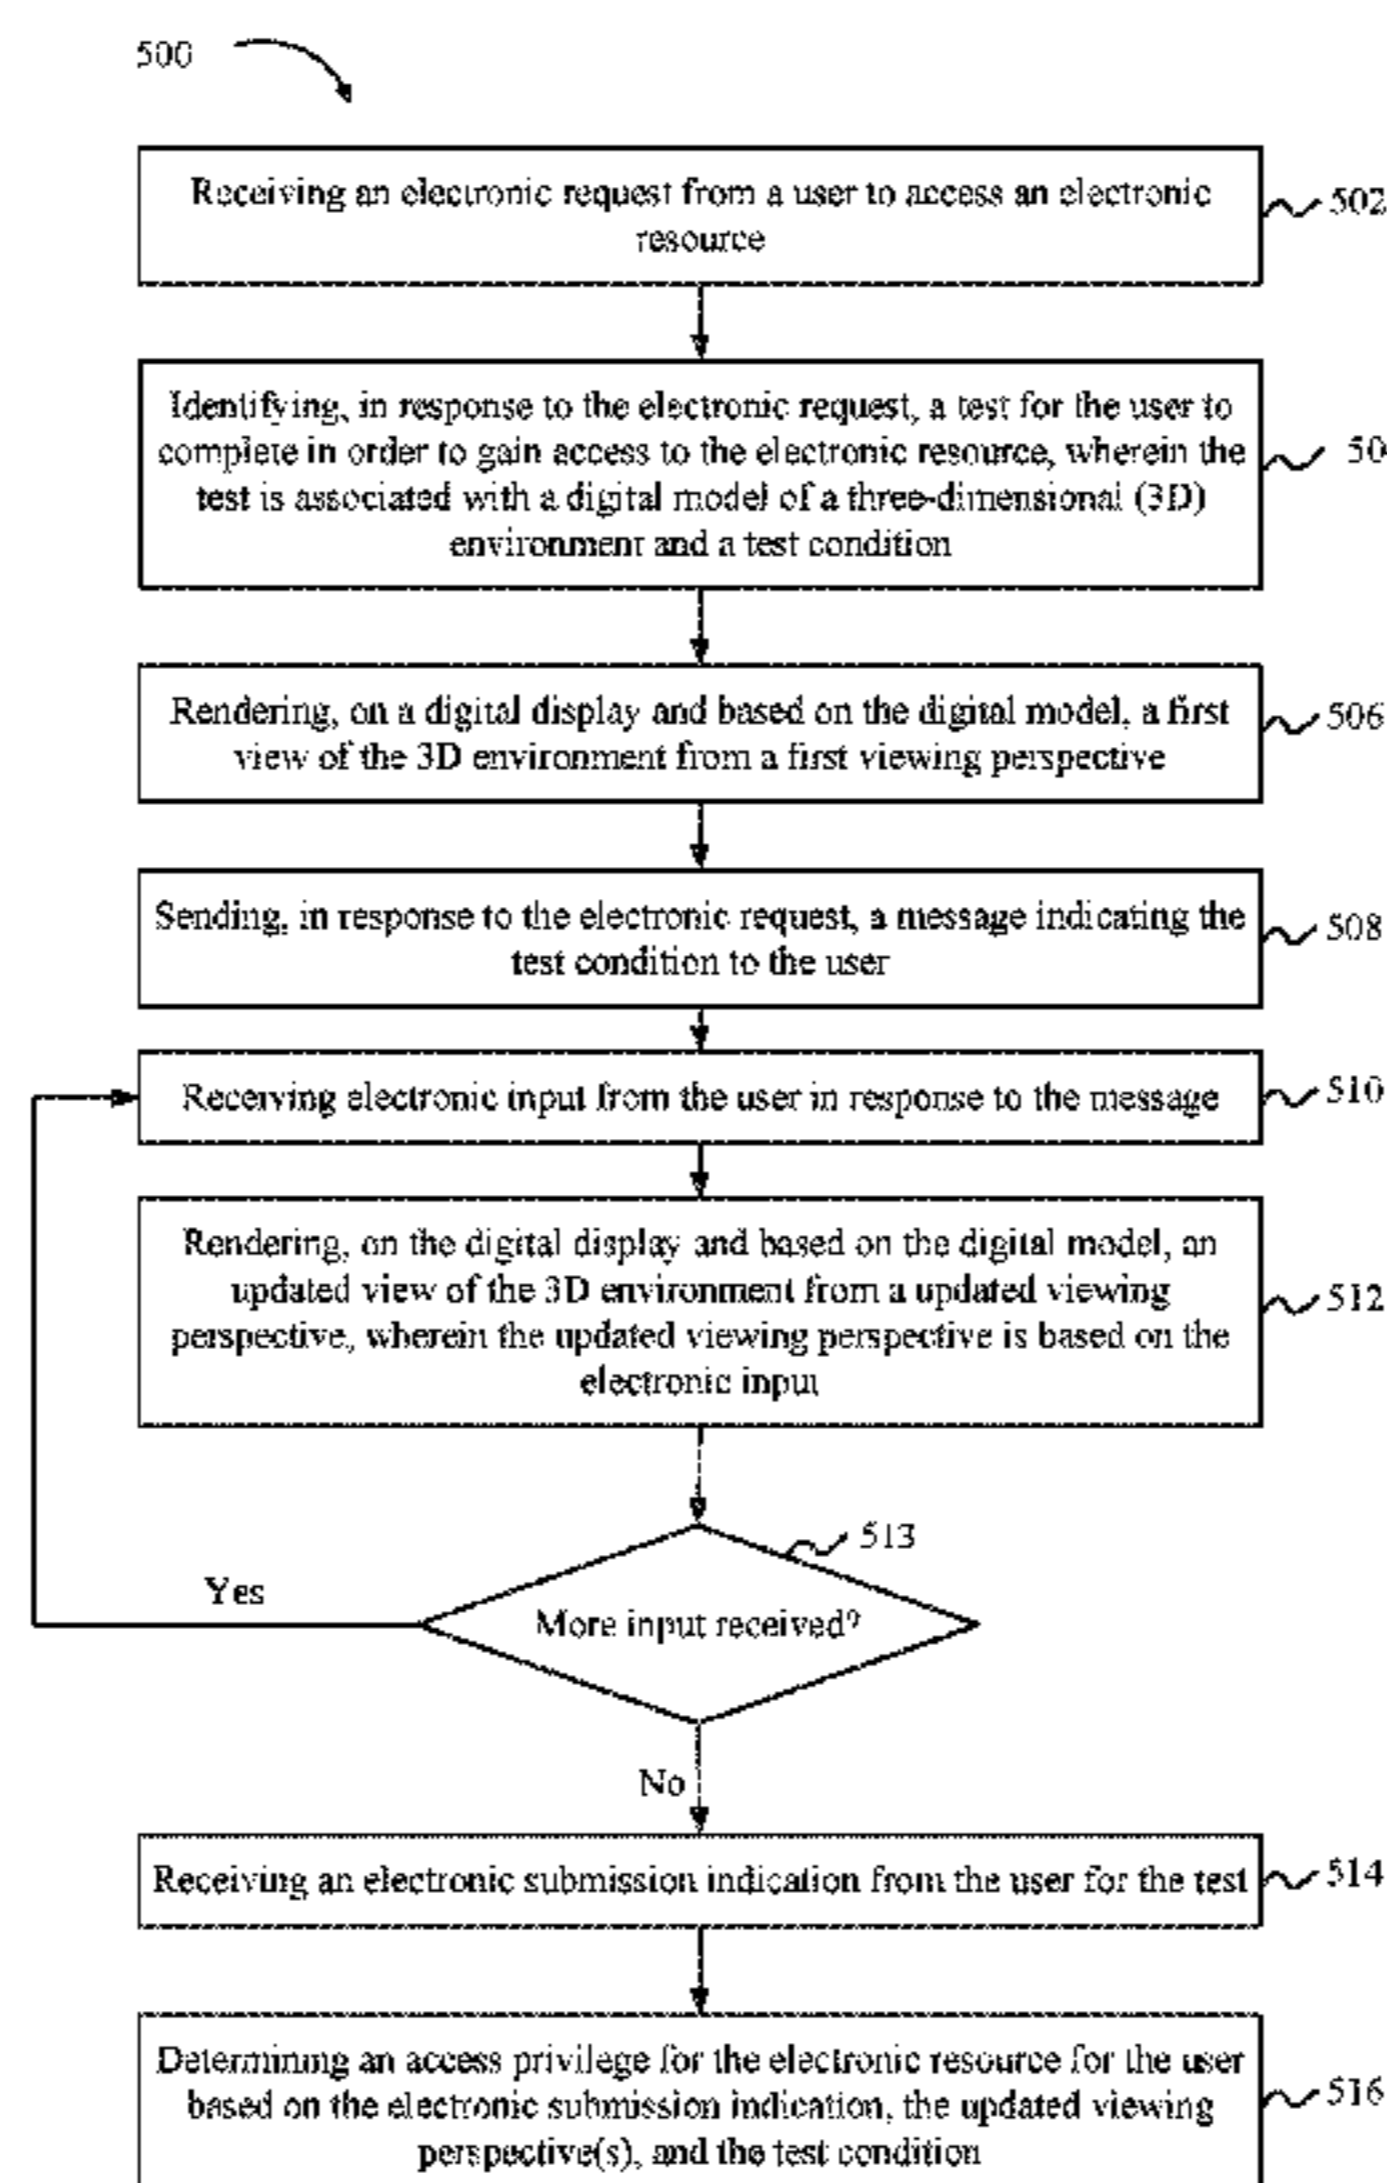 500
Receiving an electronic request from a user to access an electronic
resource
502
Identifying, in response to the electronic request, a test for the user to
complete in order to gain access to the electronic resource, wherein the
test is associated with a digital model of a three-dimensional (3D)
environment and a test condition
50
Rendering, on a digital display and based on the digital model, a first
view of the 3D environment from a first viewing perspective
506
Sending, in response to the electronic request, a message indicating the
test condition to the user
508
Receiving electronic input from the user in response to the message
510
Rendering, on the digital display and based on the digital model, an
updated view of the 3D environment from a updated viewing
perspective, wherein the updated viewing perspective is based on the
electronic input
512
513
More input received?
Yes
No
Receiving an electronic submission indication from the user for the test
514
Determining an access privilege for the electronic resource for the user
based on the electronic submission indication, the updated viewing
perspective(s), and the test condition
516